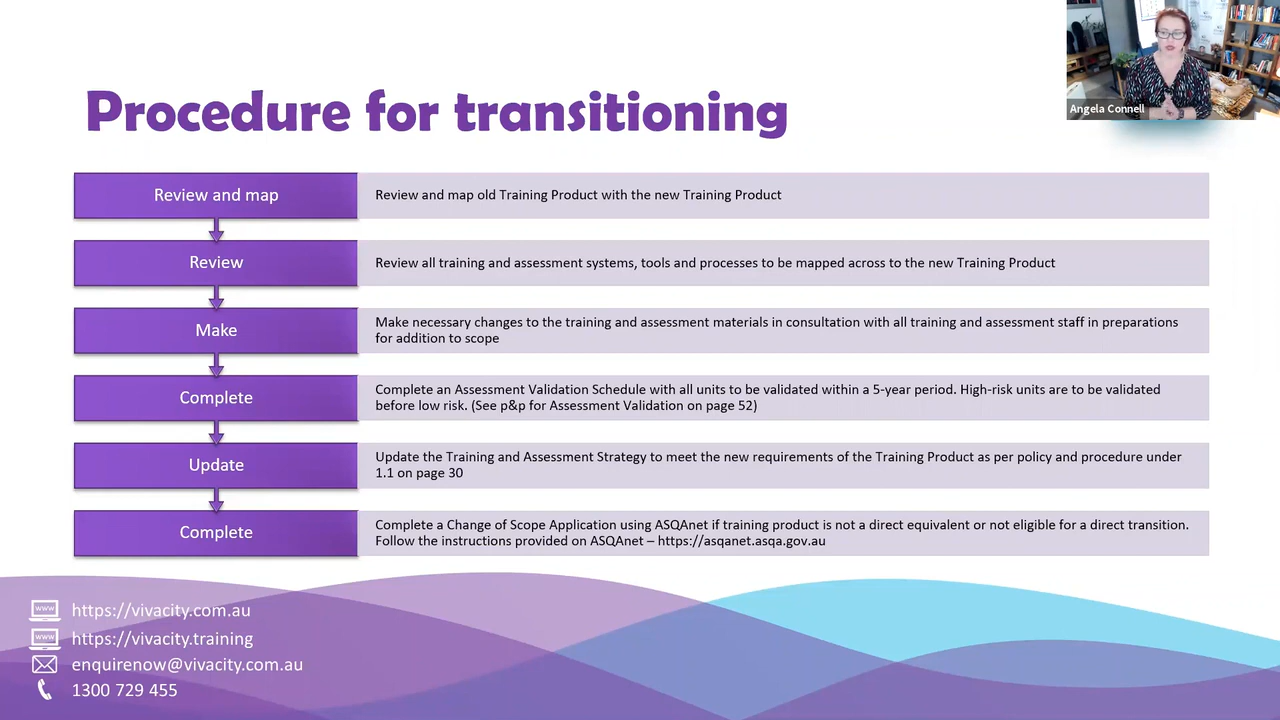 Angela Connell
Procedure for transitioning
Review and map
Review and map old Training Product with the new Training Product
Review
Review all training and assessment systems, tools and processes to be mapped across to the new Training Product
Make
Make necessary changes to the training and assessment materials in consultation with all training and assessment staff in preparations
for addition to scope
Complete
Complete an Assessment Validation Schedule with all units to be validated within a 5-year period. High-risk units are to be validated
before low risk. (See p&p for Assessment Validation on page 52)
Update
Update the Training and Assessment Strategy to meet the new requirements of the Training Product as per policy and procedure under
1.1 on page 30
Complete
Complete a Change of Scope Application using ASQAnet if training product is not a direct equivalent or not eligible for a direct transition.
Follow the instructions provided on ASQAnet – https://asqanet.asqa.gov.au
www https://vivacity.com.au
www https://vivacity.training
enquirenow@vivacity.com.au
1300 729 455